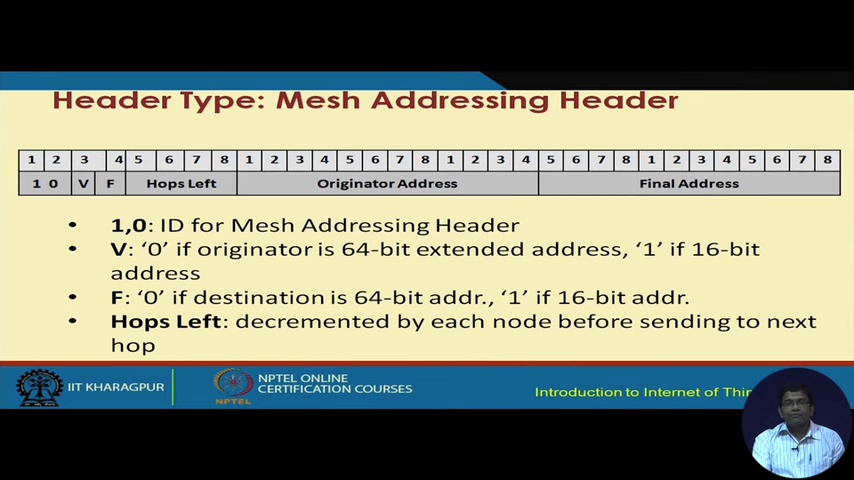 Header Type: Mesh Addressing Header
1 2 3 4 5 6 7 8 1 2 3 4 5 6 7 8 1 2 3 4 5 6 7 8 1 2 3 4 5 6 7 8
1 0 V F Hops Left Originator Address Final Address
• 1,0: ID for Mesh Addressing Header
• V: ‘0’ if originator is 64-bit extended address, ‘1’ if 16-bit
address
• F: ‘0’ if destination is 64-bit addr., ‘1’ if 16-bit addr.
• Hops Left: decremented by each node before sending to next
hop
IIT KHARAGPUR
NPTEL ONLINE
CERTIFICATION COURSES
NPTEL
Introduction to Internet of